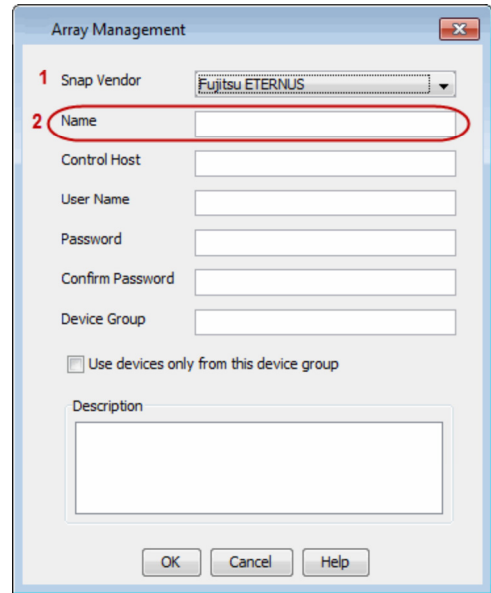 Array Management
1 Snap Vendor Fujitsu ETERNUS
2 Name
Control Host
User Name
Password
Confirm Password
Device Group
Use devices only from this device group
Description
OK Cancel Help